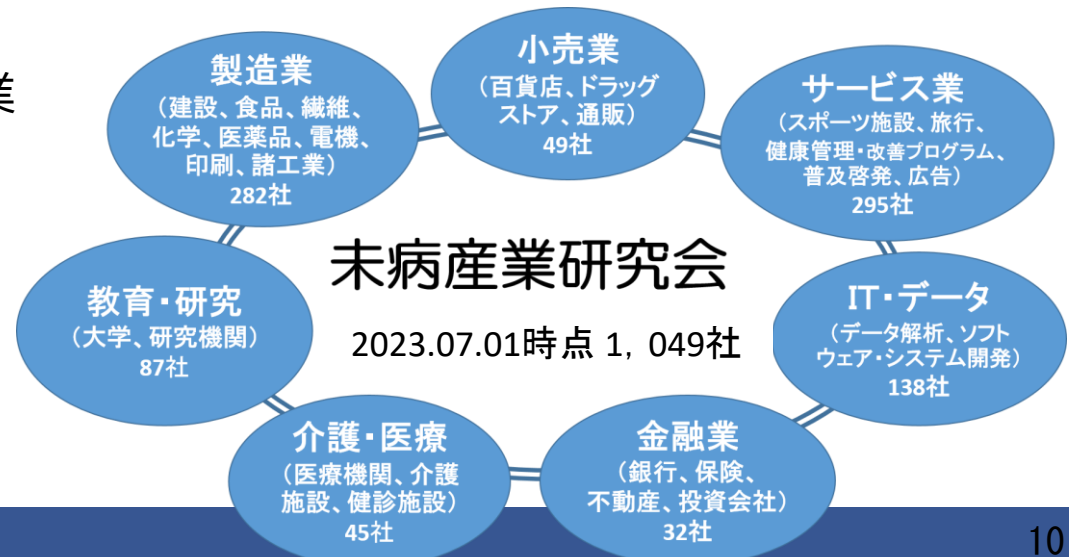 業
製造業
（建設、食品、繊維、
化学、医薬品、電機、
印刷、諸工業）
282社
小売業
（百貨店、ドラッグ
ストア、通販）
49社
サービス業
（スポーツ施設、旅行、
健康管理・改善プログラム、
普及啓発、広告）
295社
未病産業研究会
2023.07.01時点 1，049社
教育・研究
（大学、研究機関）
87社
IT・データ
（データ解析、ソフト
ウェア・システム開発）
138社
介護・医療
（医療機関、介護
施設、健診施設）
45社
金融業
（銀行、保険、
不動産、投資会社）
32社
10